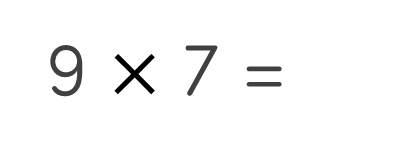 9 × 7 =